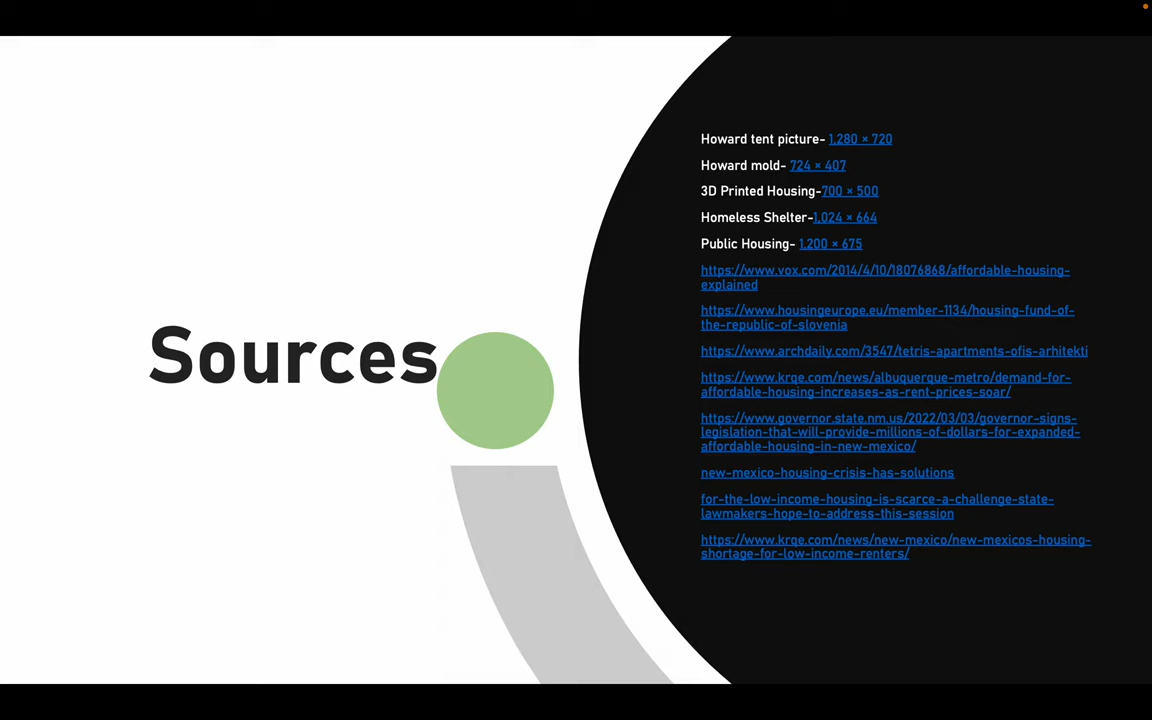 Sources
Howard tent picture- 1,280 × 720
Howard mold- 724 × 407
3D Printed Housing-700 × 500
Homeless Shelter-1,024 × 664
Public Housing- 1,200 × 675
https://www.vox.com/2014/4/10/18076868/affordable-housing-
explained
https://www.housingeurope.eu/member-1134/housing-fund-of-
the-republic-of-slovenia
https://www.archdaily.com/3547/tetris-apartments-ofis-arhitekti
https://www.krqe.com/news/albuquerque-metro/demand-for-
affordable-housing-increases-as-rent-prices-soar/
https://www.governor.state.nm.us/2022/03/03/governor-signs-
legislation-that-will-provide-millions-of-dollars-for-expanded-
affordable-housing-in-new-mexico/
new-mexico-housing-crisis-has-solutions
for-the-low-income-housing-is-scarce-a-challenge-state-
lawmakers-hope-to-address-this-session
https://www.krqe.com/news/new-mexico/new-mexicos-housing-
shortage-for-low-income-renters/